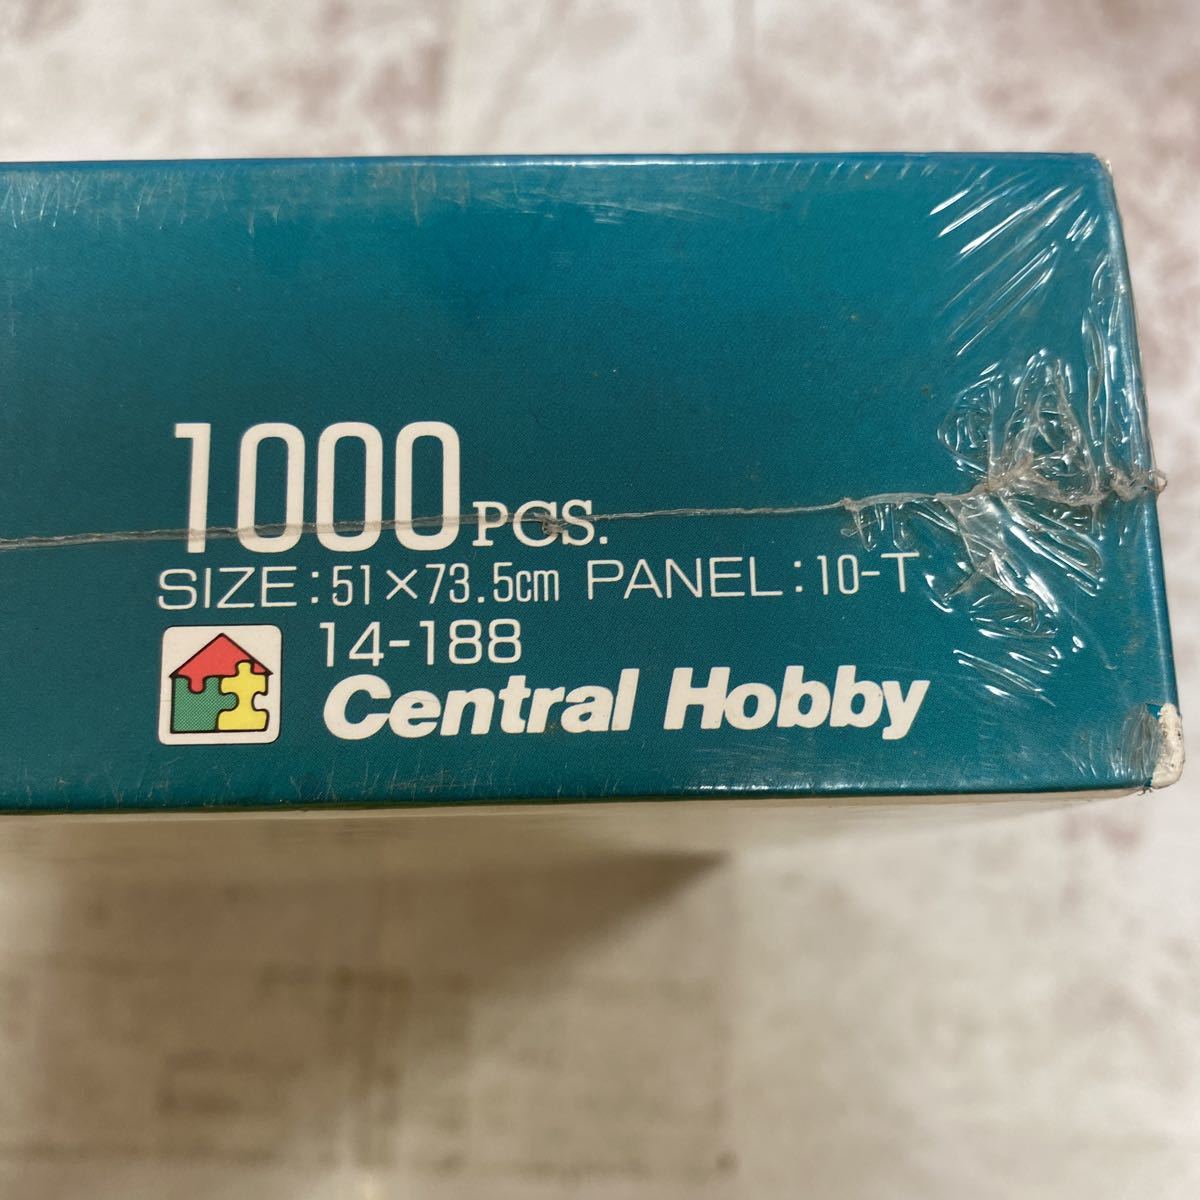 1000PCS.
SIZE:51×73.5cm PANEL:10-T
14-188
Central Hobby